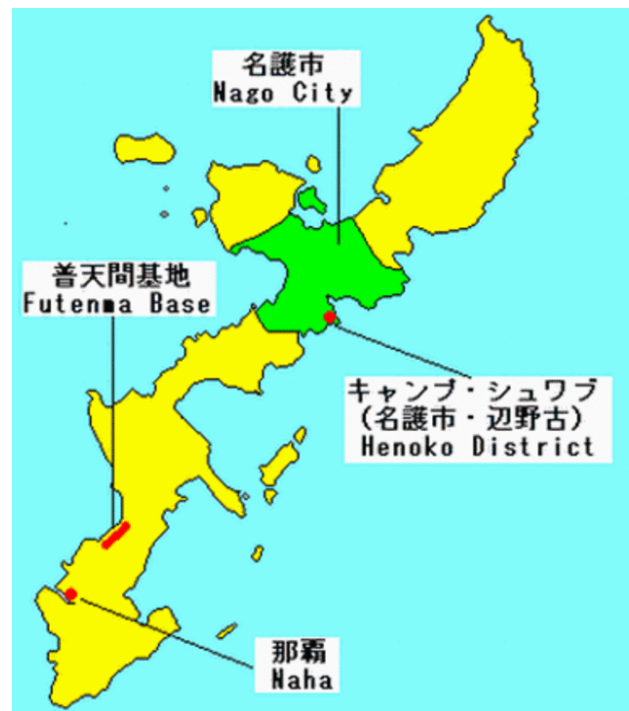 名護市
Nago City
普天間基地
Futenma Base
キャンプ・シュワブ
(名護市・辺野古)
Henoko District
那覇
Naha